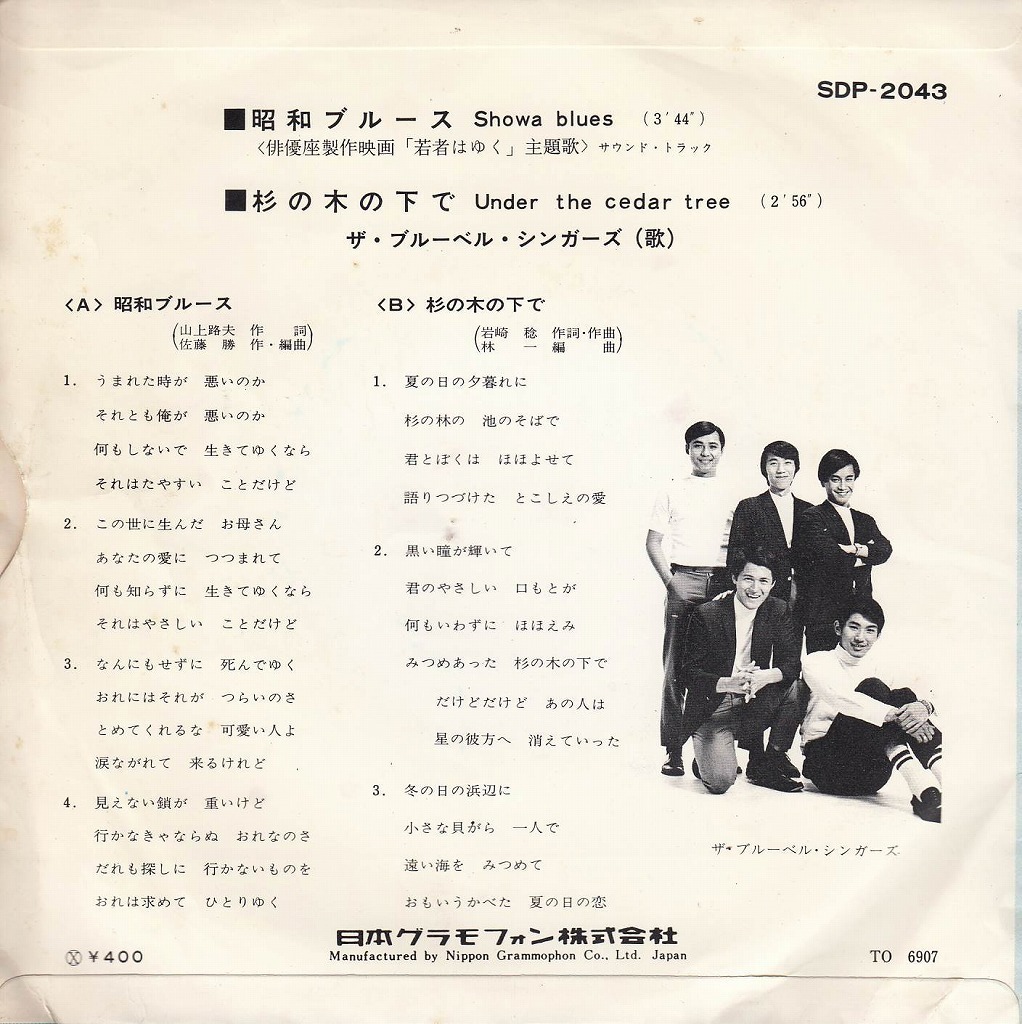 SDP-2043
■昭和ブルース Showa blues (3'44")
〈俳優座製作映画「若者はゆく」主題歌〉サウンド・トラック
■杉の木の下で Under the cedar tree (2'56")
ザ・ブルーベル・シンガーズ(歌)
〈A〉昭和ブルース
(山上路夫 作 詞
佐藤 勝 作・編曲)
1. うまれた時が 悪いのか
それとも俺が 悪いのか
何もしないで 生きてゆくなら
それはたやすい ことだけど
2. この世に生んだ お母さん
あなたの愛に つつまれて
何も知らずに 生きてゆくなら
それはやさしい ことだけど
3. なんにもせずに 死んでゆく
おれにはそれが つらいのさ
とめてくれるな 可愛い人よ
涙ながれて 来るけれど
4. 見えない鎖が 重いけど
行かなきゃならぬ おれなのさ
だれも探しに 行かないものを
おれは求めて ひとりゆく
〈B〉杉の木の下で
(岩崎 稔 作詞・作曲
林 一 編 曲)
1. 夏の日の夕暮れに
杉の林の 池のそばで
君とぼくは ほほよせて
語りつづけた とこしえの愛
2. 黒い瞳が輝いて
君のやさしい 口もとが
何もいわずに ほほえみ
みつめあった 杉の木の下で
だけどだけど あの人は
星の彼方へ 消えていった
3. 冬の日の浜辺に
小さな貝がら 一人で
遠い海を みつめて
おもいうかべた 夏の日の恋
ザ・ブルーベル・シンガーズ
日本グラモフォン株式会社
Manufactured by Nippon Grammophon Co., Ltd. Japan
Ⓧ ¥400
TO 6907